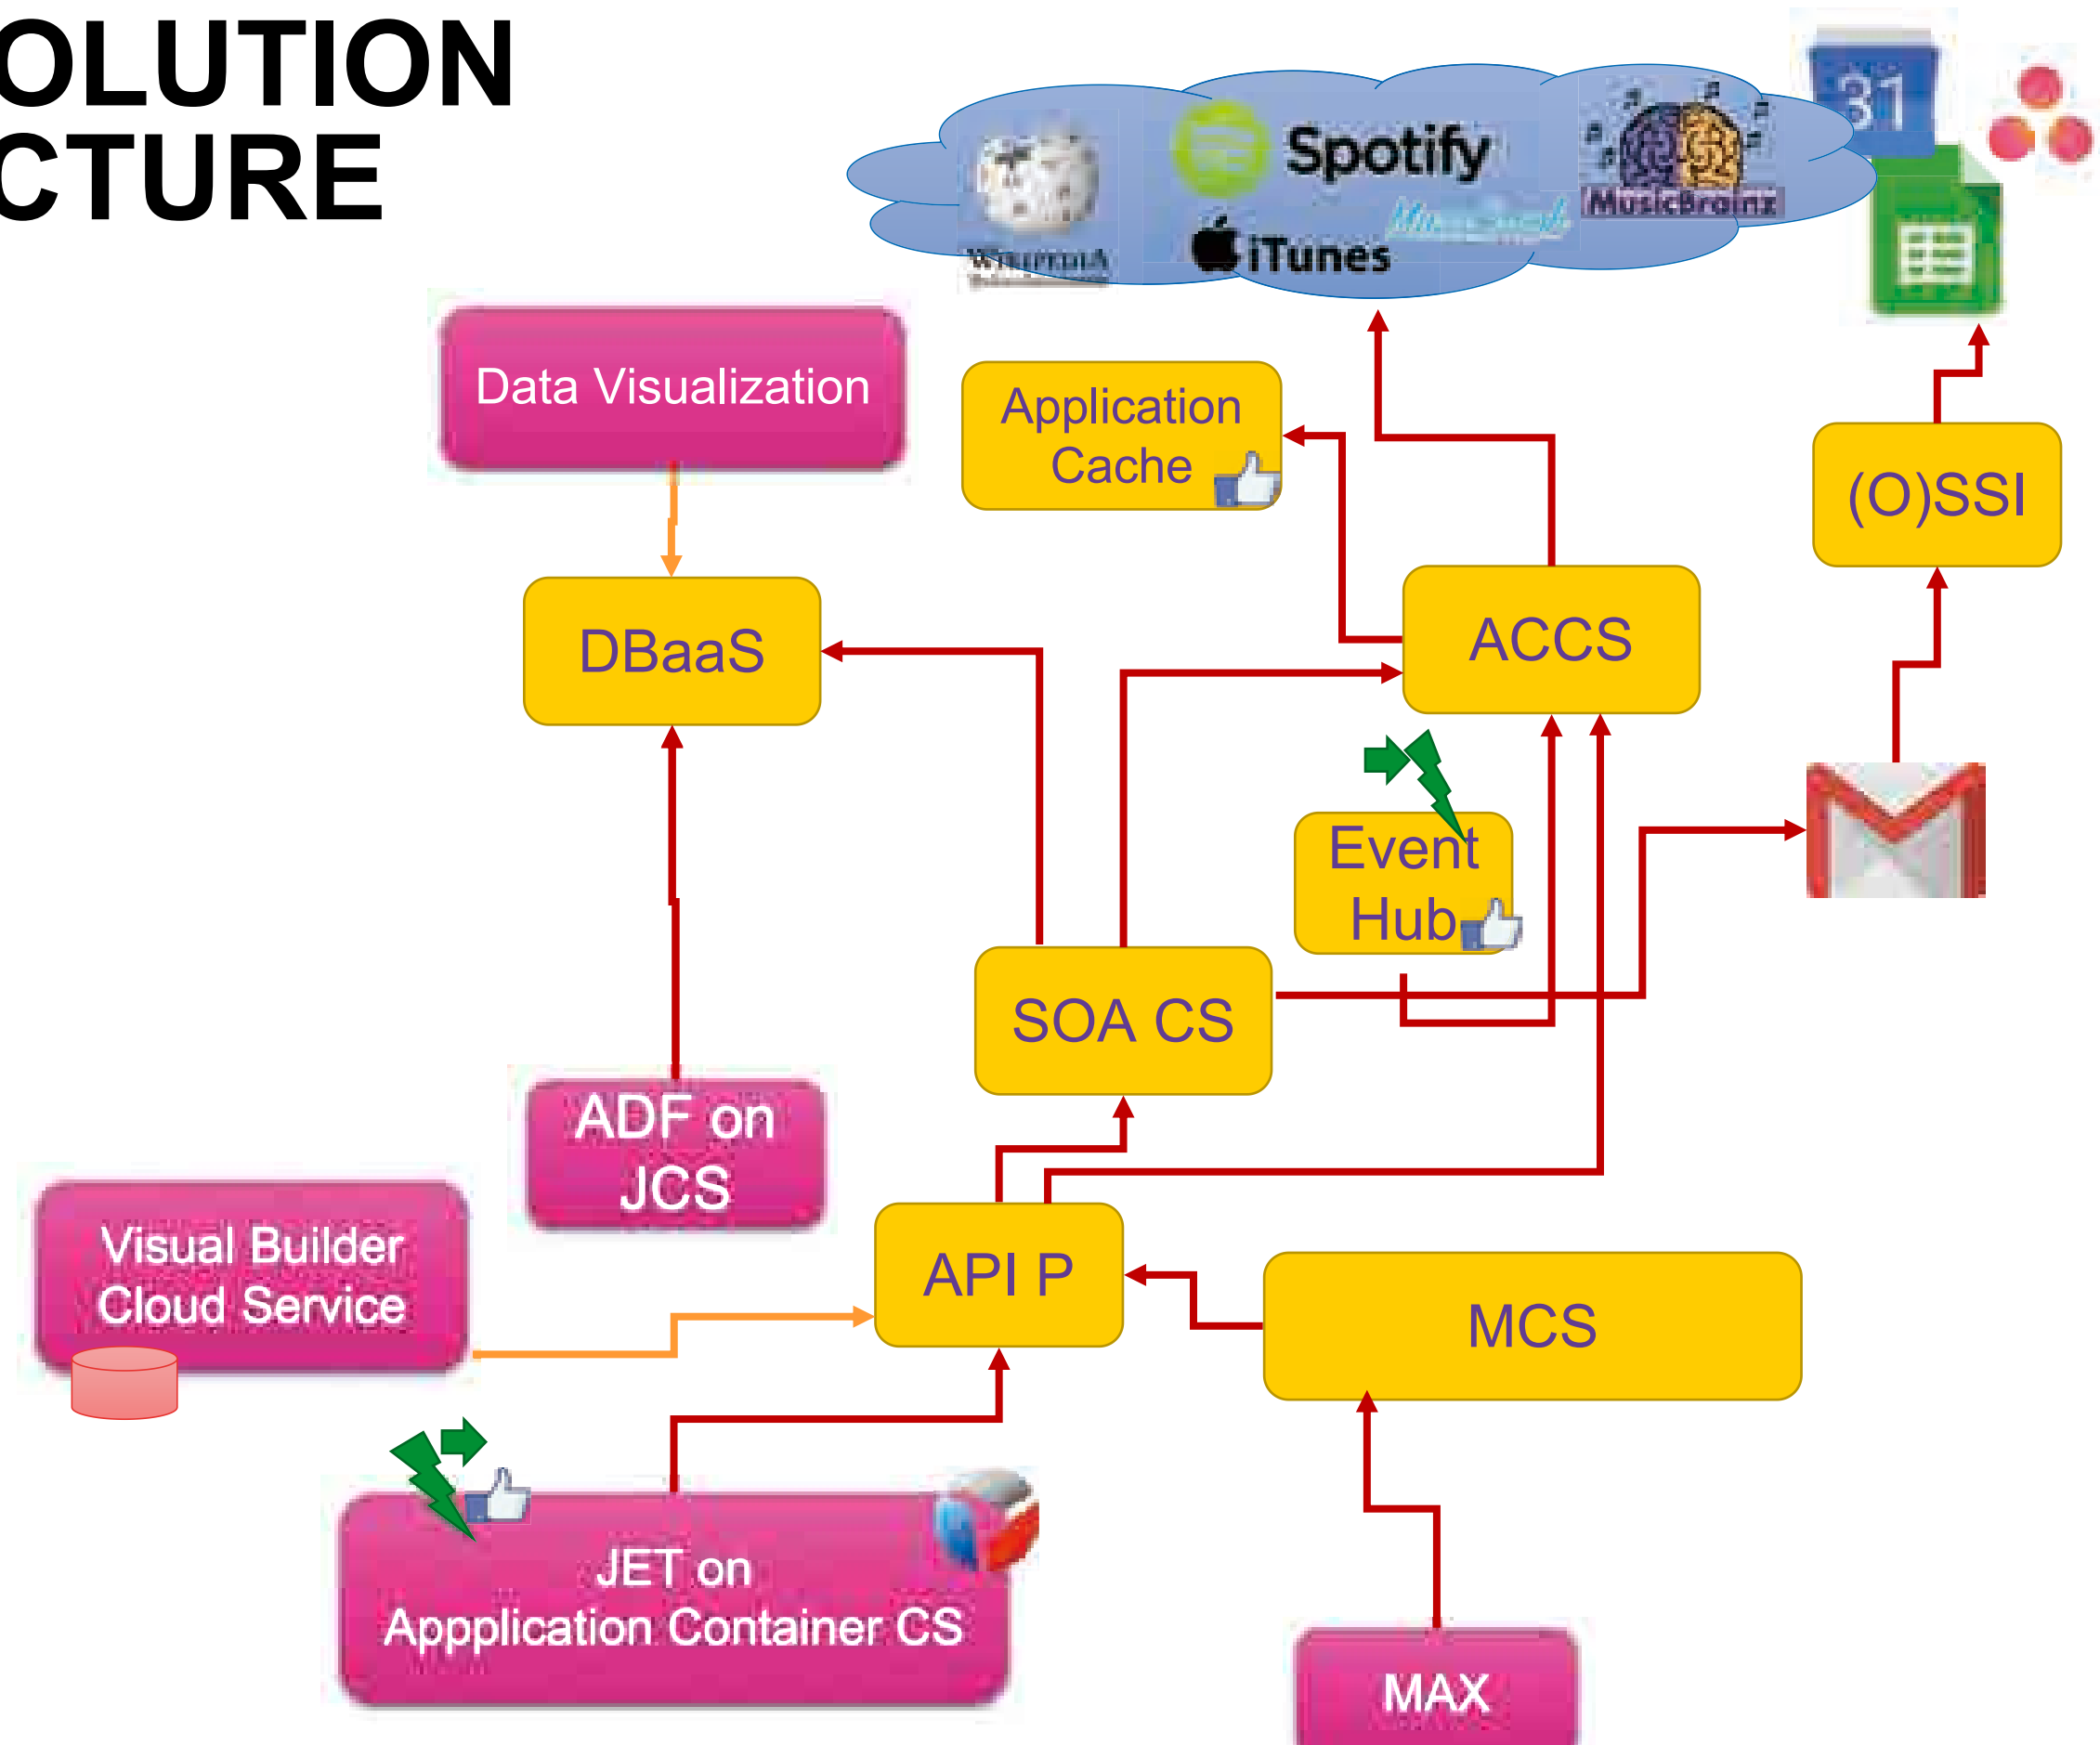 OLUTION
CTURE
31
Spotify
MusicBrainz
WIKIPEDIA
iTunes
Data Visualization
Application
Cache
(O)SSI
DBaaS
ACCS
Event
Hub
SOA CS
ADF on
JCS
Visual Builder
Cloud Service
API P
MCS
JET on
Appplication Container CS
MAX